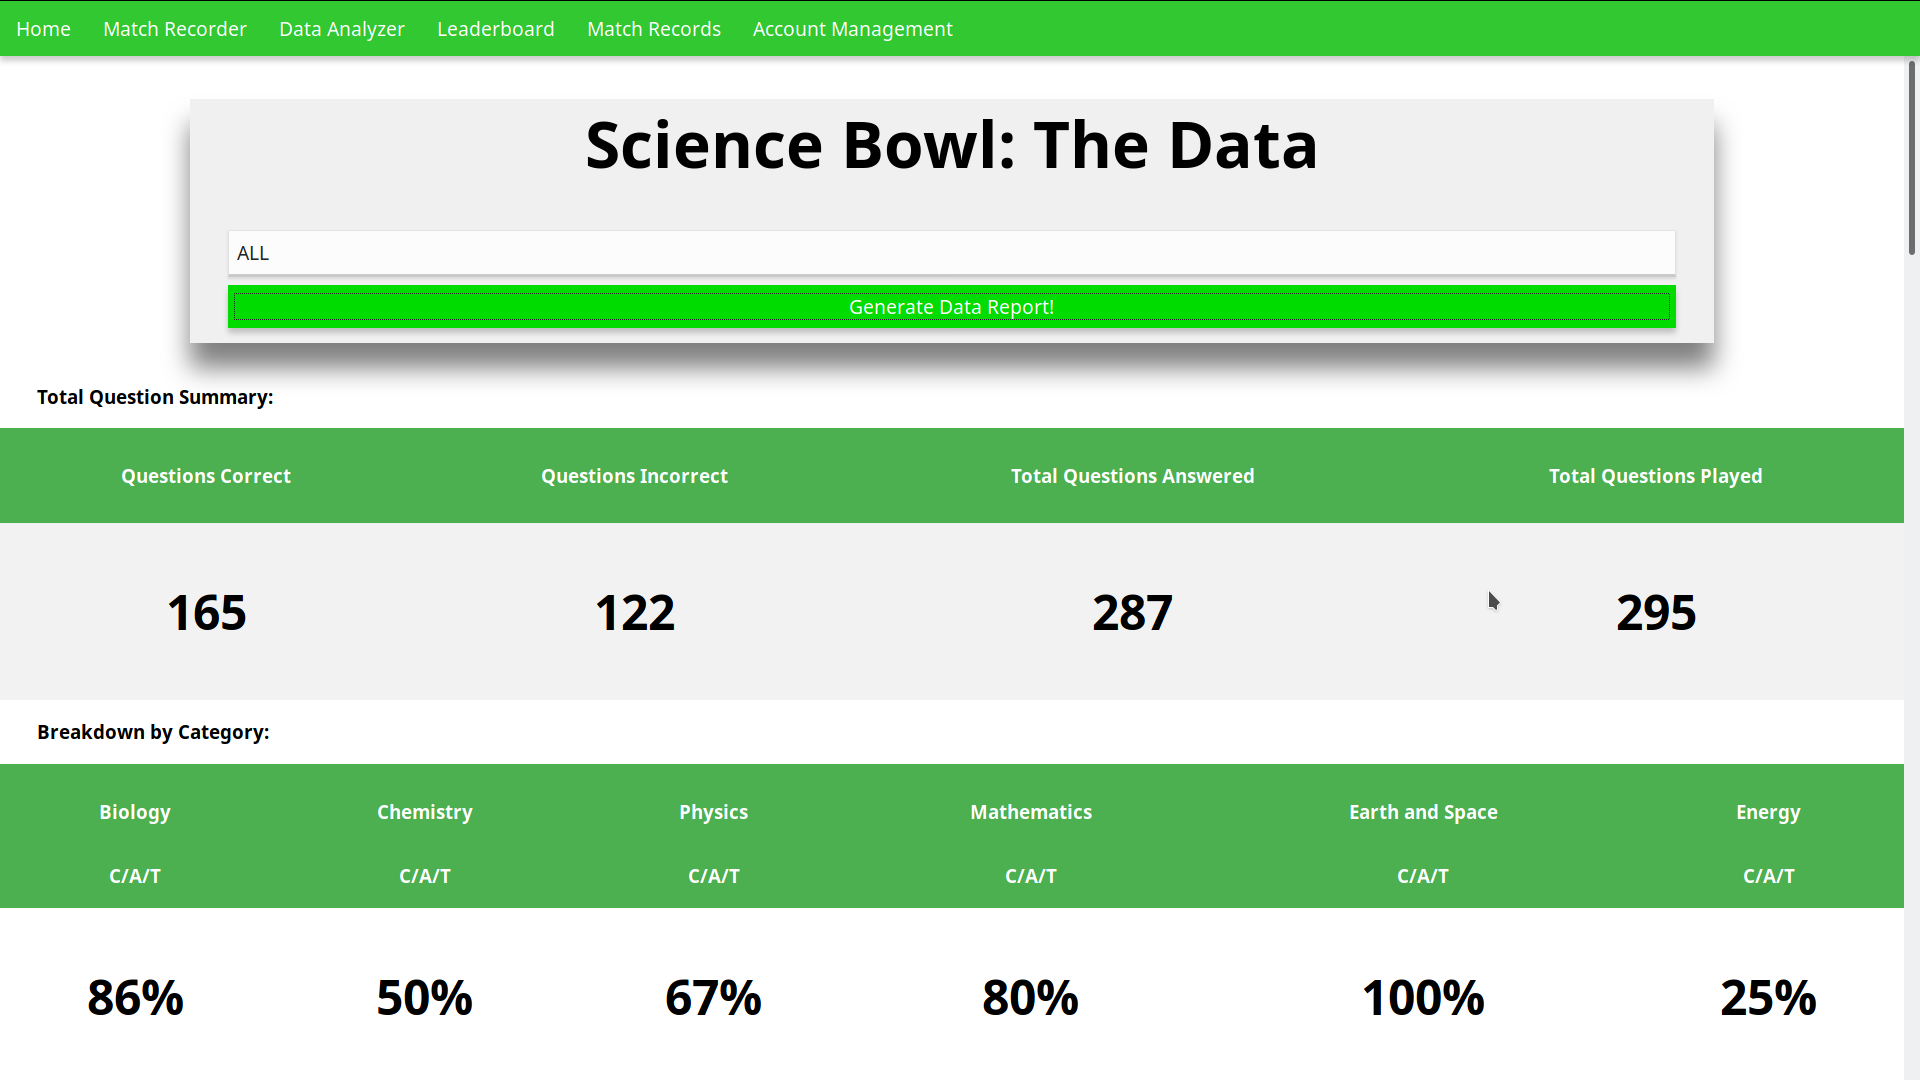 Home Match Recorder Data Analyzer Leaderboard Match Records Account Management
Science Bowl: The Data
ALL
Generate Data Report!
Total Question Summary:
Questions Correct Questions Incorrect Total Questions Answered Total Questions Played
165 122 287 295
Breakdown by Category:
Biology Chemistry Physics Mathematics Earth and Space Energy
C/A/T C/A/T C/A/T C/A/T C/A/T C/A/T
86% 50% 67% 80% 100% 25%